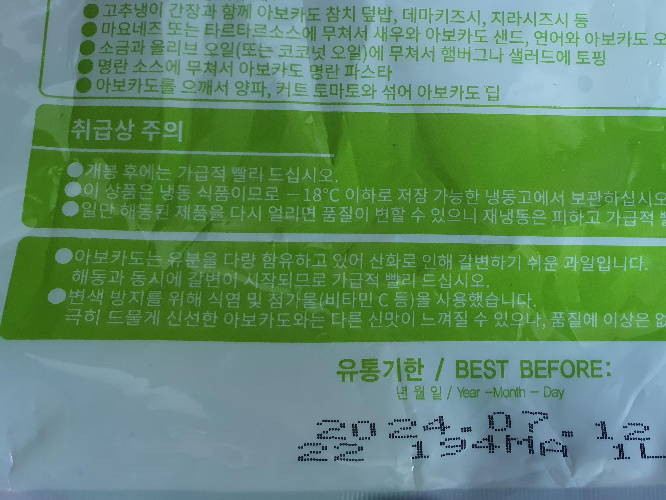 ● 고추냉이 간장과 함께 아보카도 참치 덮밥, 데마키즈시, 지라시즈시 등
● 마요네즈 또는 타르타르소스에 무쳐서 새우와 아보카도 샌드, 연어와 아보카도
● 소금과 올리브 오일(또는 코코넛 오일)에 무쳐서 햄버그나 샐러드에 토핑
● 명란 소스에 무쳐서 아보카도 명란 파스타
● 아보카도를 으깨서 양파, 커트 토마토와 섞어 아보카도 딥
취급상 주의
● 개봉 후에는 가급적 빨리 드십시오.
● 이 상품은 냉동 식품이므로 －18°C 이하로 저장 가능한 냉동고에서 보관하십시오
● 일단 해동된 제품을 다시 얼리면 품질이 변할 수 있으니 재냉동은 피하고 가급적
● 아보카도는 유분을 다량 함유하고 있어 산화로 인해 갈변하기 쉬운 과일입니다.
해동과 동시에 갈변이 시작되므로 가급적 빨리 드십시오.
● 변색 방지를 위해 식염 및 첨가물(비타민 C 등)을 사용했습니다.
극히 드물게 신선한 아보카도와는 다른 신맛이 느껴질 수 있으나, 품질에 이상은
유통기한 / BEST BEFORE:
년 월 일 / Year －Month － Day
2024.07.12
22 194MA 1L